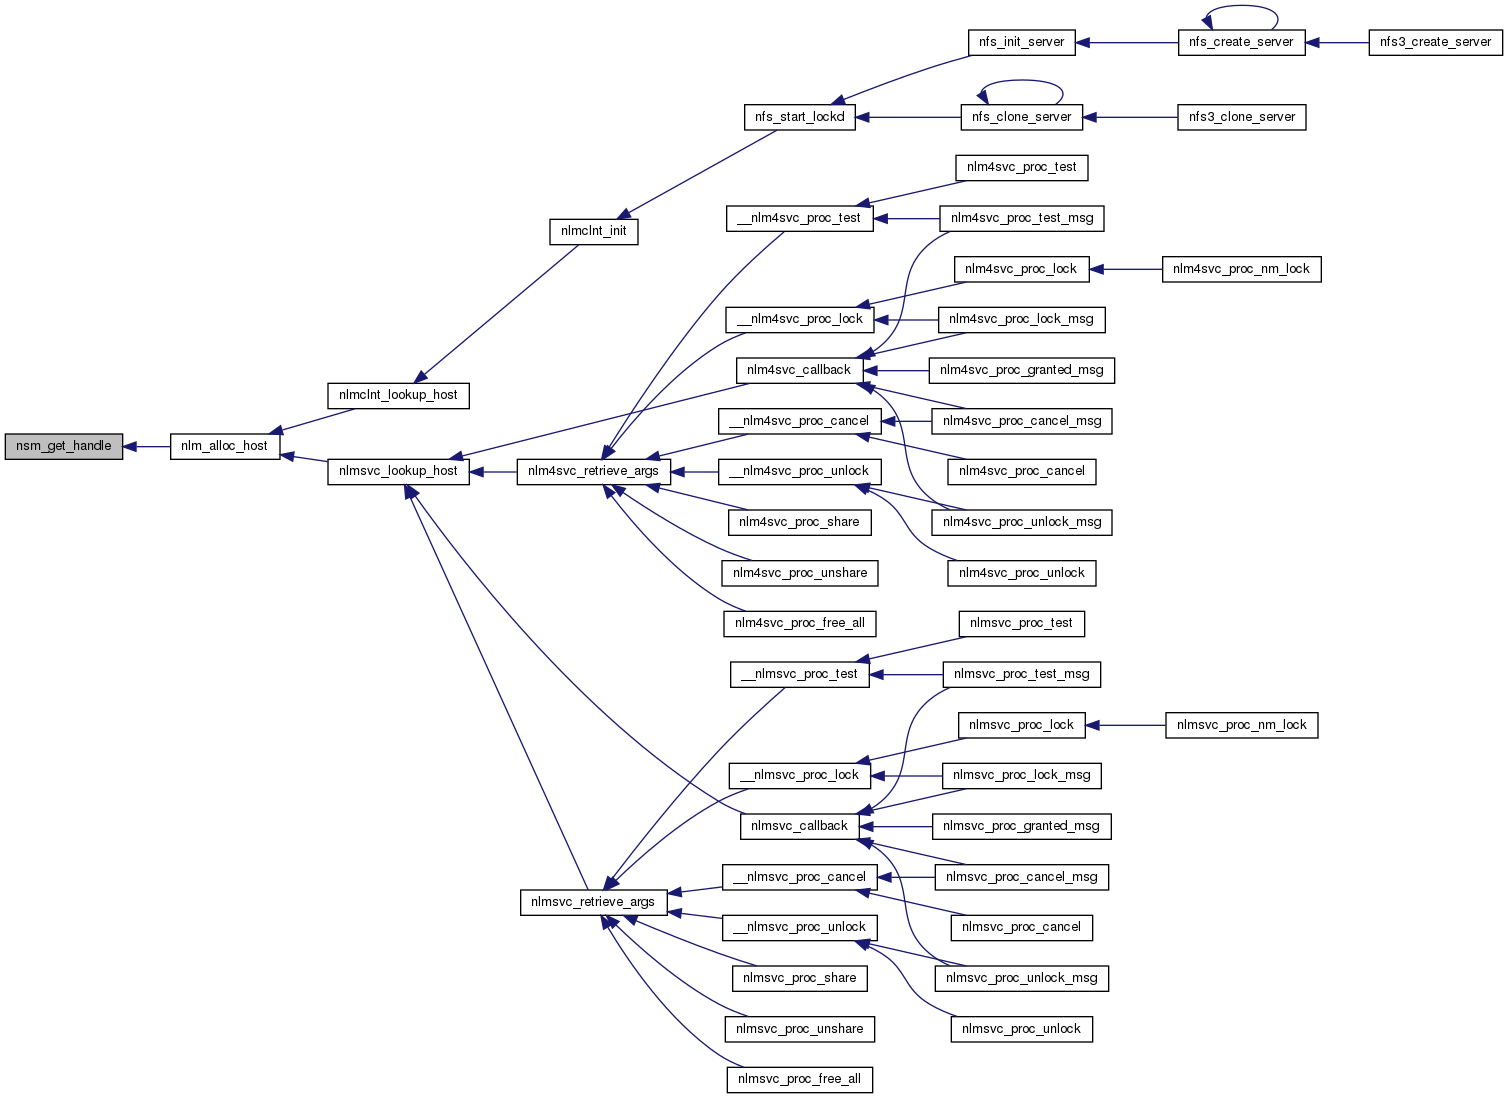 nfs_init_server
nfs_create_server
nfs3_create_server
nfs_start_lockd
nfs_clone_server
nfs3_clone_server
nlm4svc_proc_test
__nlm4svc_proc_test
nlm4svc_proc_test_msg
nlmclnt_init
nlm4svc_proc_lock
nlm4svc_proc_nm_lock
__nlm4svc_proc_lock
nlm4svc_proc_lock_msg
nlm4svc_callback
nlm4svc_proc_granted_msg
nlmclnt_lookup_host
__nlm4svc_proc_cancel
nlm4svc_proc_cancel_msg
nsm_get_handle
nlm_alloc_host
nlmsvc_lookup_host
nlm4svc_retrieve_args
__nlm4svc_proc_unlock
nlm4svc_proc_cancel
nlm4svc_proc_share
nlm4svc_proc_unlock_msg
nlm4svc_proc_unshare
nlm4svc_proc_unlock
nlm4svc_proc_free_all
nlmsvc_proc_test
__nlmsvc_proc_test
nlmsvc_proc_test_msg
nlmsvc_proc_lock
nlmsvc_proc_nm_lock
__nlmsvc_proc_lock
nlmsvc_proc_lock_msg
nlmsvc_callback
nlmsvc_proc_granted_msg
__nlmsvc_proc_cancel
nlmsvc_proc_cancel_msg
nlmsvc_retrieve_args
__nlmsvc_proc_unlock
nlmsvc_proc_cancel
nlmsvc_proc_share
nlmsvc_proc_unlock_msg
nlmsvc_proc_unshare
nlmsvc_proc_unlock
nlmsvc_proc_free_all